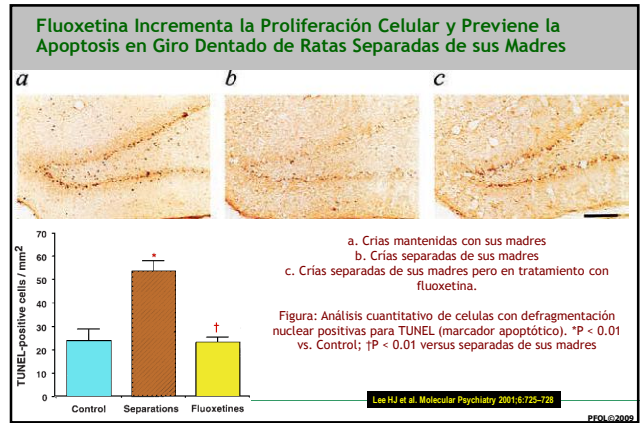 Fluoxetina Incrementa la Proliferación Celular y Previene la
Apoptosis en Giro Dentado de Ratas Separadas de sus Madres
a
b
c
TUNEL-positive cells / mm²
70
60
50
40
30
20
10
0
*
†
Control
Separations
Fluoxetines
a. Crias mantenidas con sus madres
b. Crías separadas de sus madres
c. Crías separadas de sus madres pero en tratamiento con
fluoxetina.
Figura: Análisis cuantitativo de celulas con defragmentación
nuclear positivas para TUNEL (marcador apoptótico). *P < 0.01
vs. Control; †P < 0.01 versus separadas de sus madres
Lee HJ et al. Molecular Psychiatry 2001;6:725–728
PFOL©2009